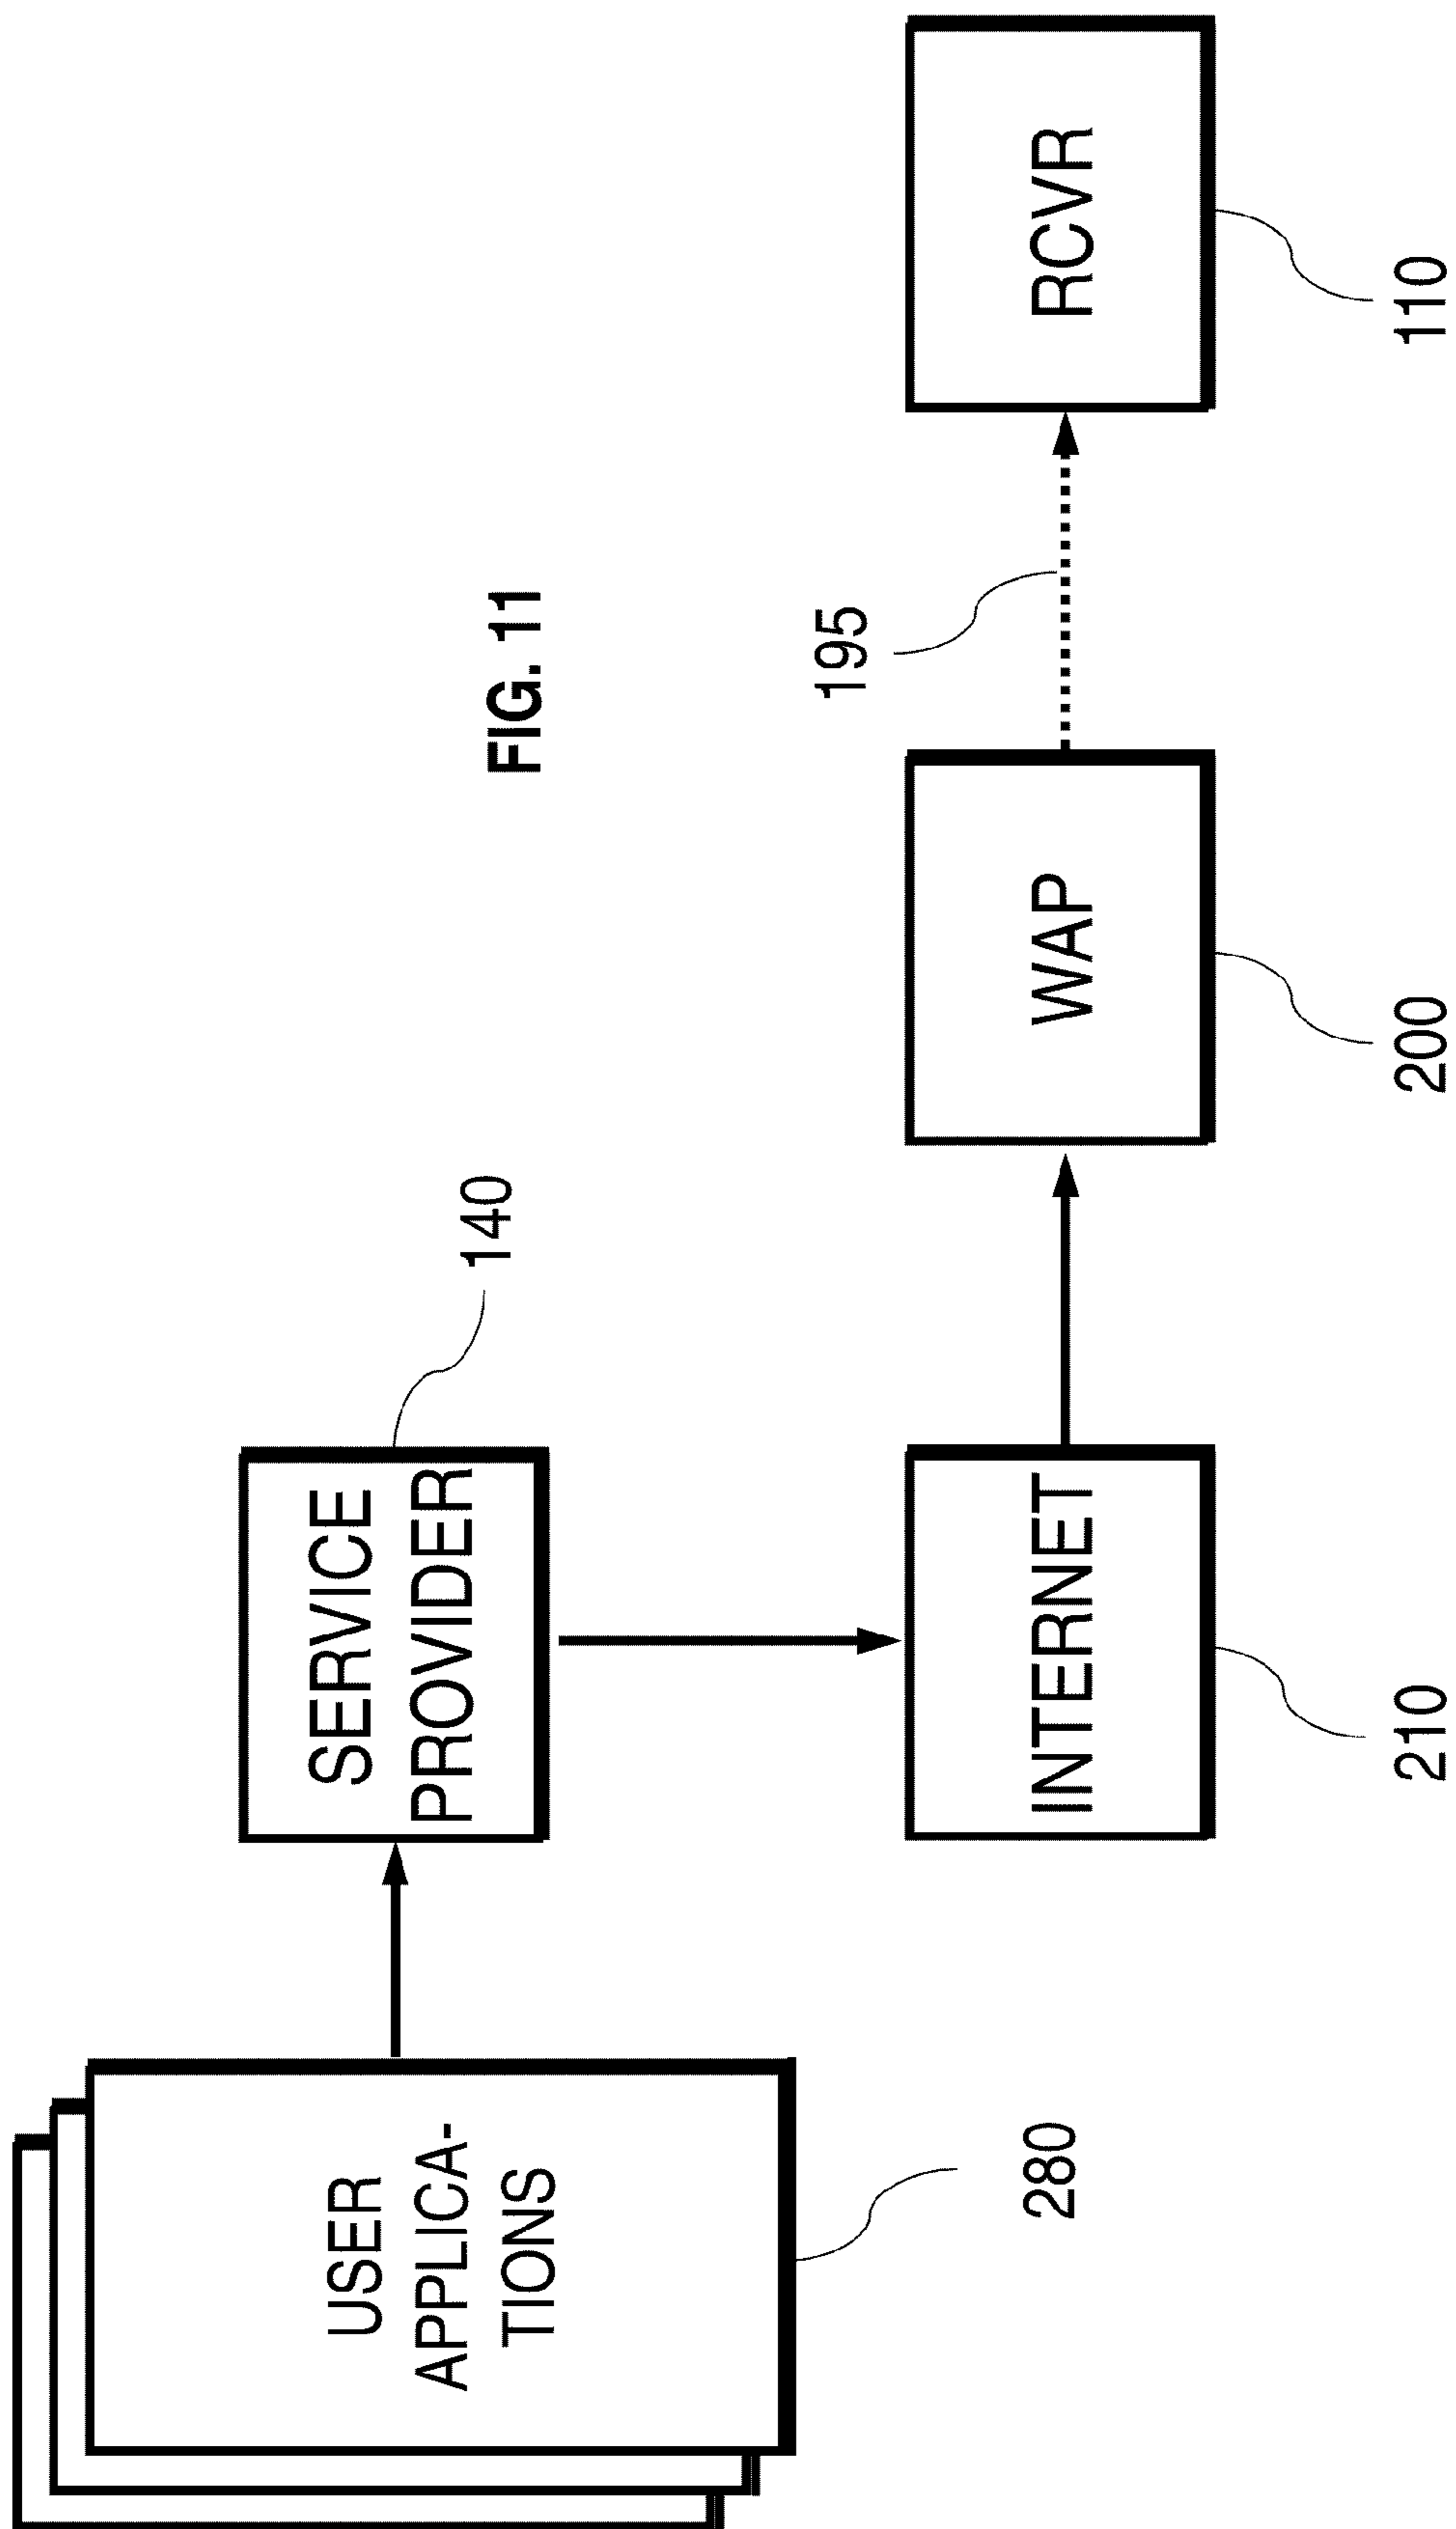 USER
APPLICA-
TIONS
280
SERVICE
PROVIDER
140
INTERNET
210
WAP
200
195
RCVR
110
FIG. 11